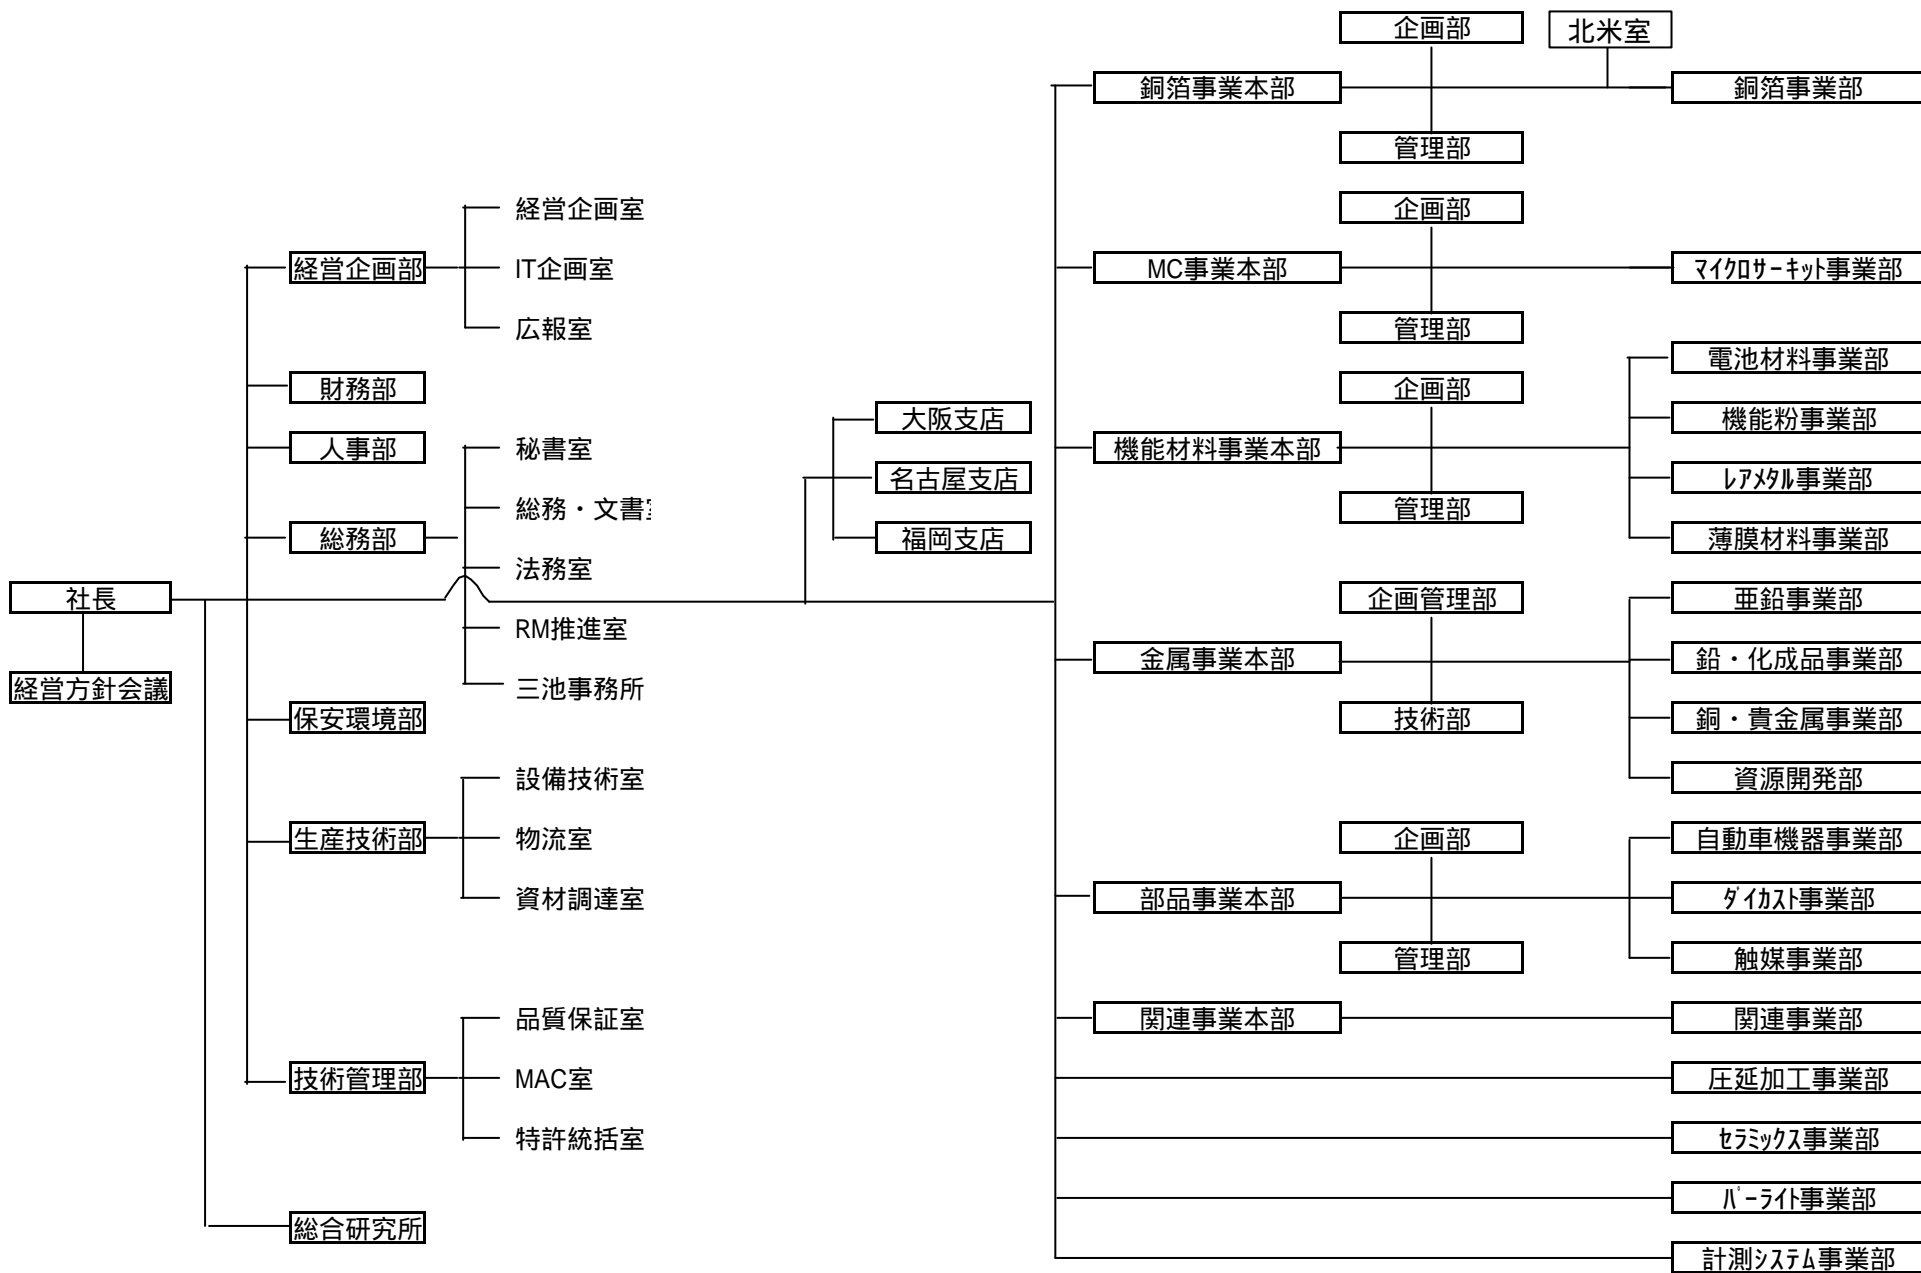 社長
経営方針会議
経営企画部
経営企画室
IT企画室
広報室
財務部
人事部
総務部
秘書室
総務・文書
法務室
RM推進室
三池事務所
保安環境部
生産技術部
設備技術室
物流室
資材調達室
技術管理部
品質保証室
MAC室
特許統括室
総合研究所
大阪支店
名古屋支店
福岡支店
銅箔事業本部
企画部
管理部
北米室
銅箔事業部
MC事業本部
企画部
管理部
ﾏｲｸﾛｻｰｷｯﾄ事業部
機能材料事業本部
企画部
管理部
電池材料事業部
機能粉事業部
ﾚｱﾒﾀﾙ事業部
薄膜材料事業部
金属事業本部
企画管理部
技術部
亜鉛事業部
鉛・化成品事業部
銅・貴金属事業部
資源開発部
部品事業本部
企画部
管理部
自動車機器事業部
ﾀﾞｲｶｽﾄ事業部
触媒事業部
関連事業本部
関連事業部
圧延加工事業部
ｾﾗﾐｯｸｽ事業部
ﾊﾟｰﾗｲﾄ事業部
計測ｼｽﾃﾑ事業部